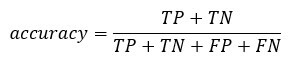 accuracy = (TP + TN) / (TP + TN + FP + FN)